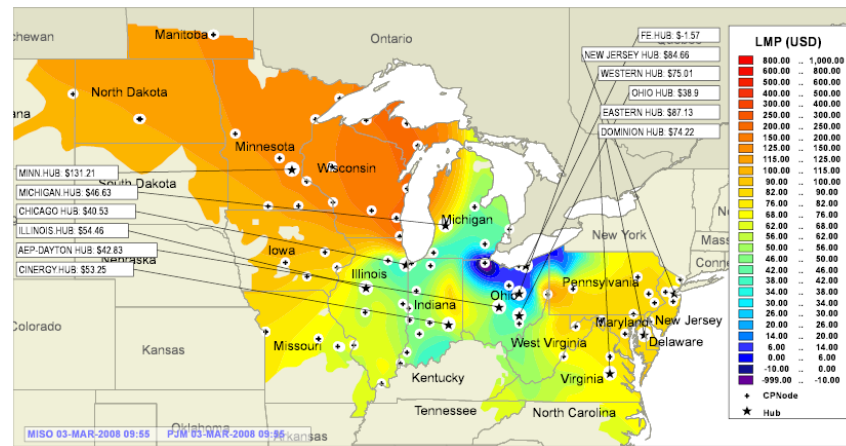 Manitoba
Ontario
chewan
North Dakota
Minnesota
Wisconsin
South Dakota
Michigan
New York
Mass
Conne
Iowa
Nebraska
Illinois
Indiana
Ohio
Pennsylvania
Maryland
New Jersey
Delaware
Colorado
Kansas
Missouri
West Virginia
Kentucky
Virginia
Tennessee
North Carolina
Oklahoma
Arkansas
FE.HUB: $-1.57
NEW JERSEY HUB: $84.66
WESTERN HUB: $75.01
OHIO HUB: $38.9
EASTERN HUB: $87.13
DOMINION HUB: $74.22
MINN.HUB: $131.21
MICHIGAN.HUB: $46.63
CHICAGO HUB: $40.53
ILLINOIS.HUB: $54.46
AEP-DAYTON HUB: $42.83
CINERGY.HUB: $53.25
LMP (USD)
800.00 .. 1,000.00
600.00 .. 800.00
500.00 .. 600.00
400.00 .. 500.00
300.00 .. 400.00
250.00 .. 300.00
200.00 .. 250.00
150.00 .. 200.00
125.00 .. 150.00
115.00 .. 125.00
100.00 .. 115.00
90.00 .. 100.00
82.00 .. 90.00
76.00 .. 82.00
68.00 .. 76.00
62.00 .. 68.00
56.00 .. 62.00
50.00 .. 56.00
46.00 .. 50.00
42.00 .. 46.00
38.00 .. 42.00
34.00 .. 38.00
30.00 .. 34.00
26.00 .. 30.00
20.00 .. 26.00
14.00 .. 20.00
6.00 .. 14.00
0.00 .. 6.00
-10.00 .. 0.00
-999.00 .. -10.00
CPNode
Hub
MISO 03-MAR-2008 09:55 PJM 03-MAR-2008 09:55